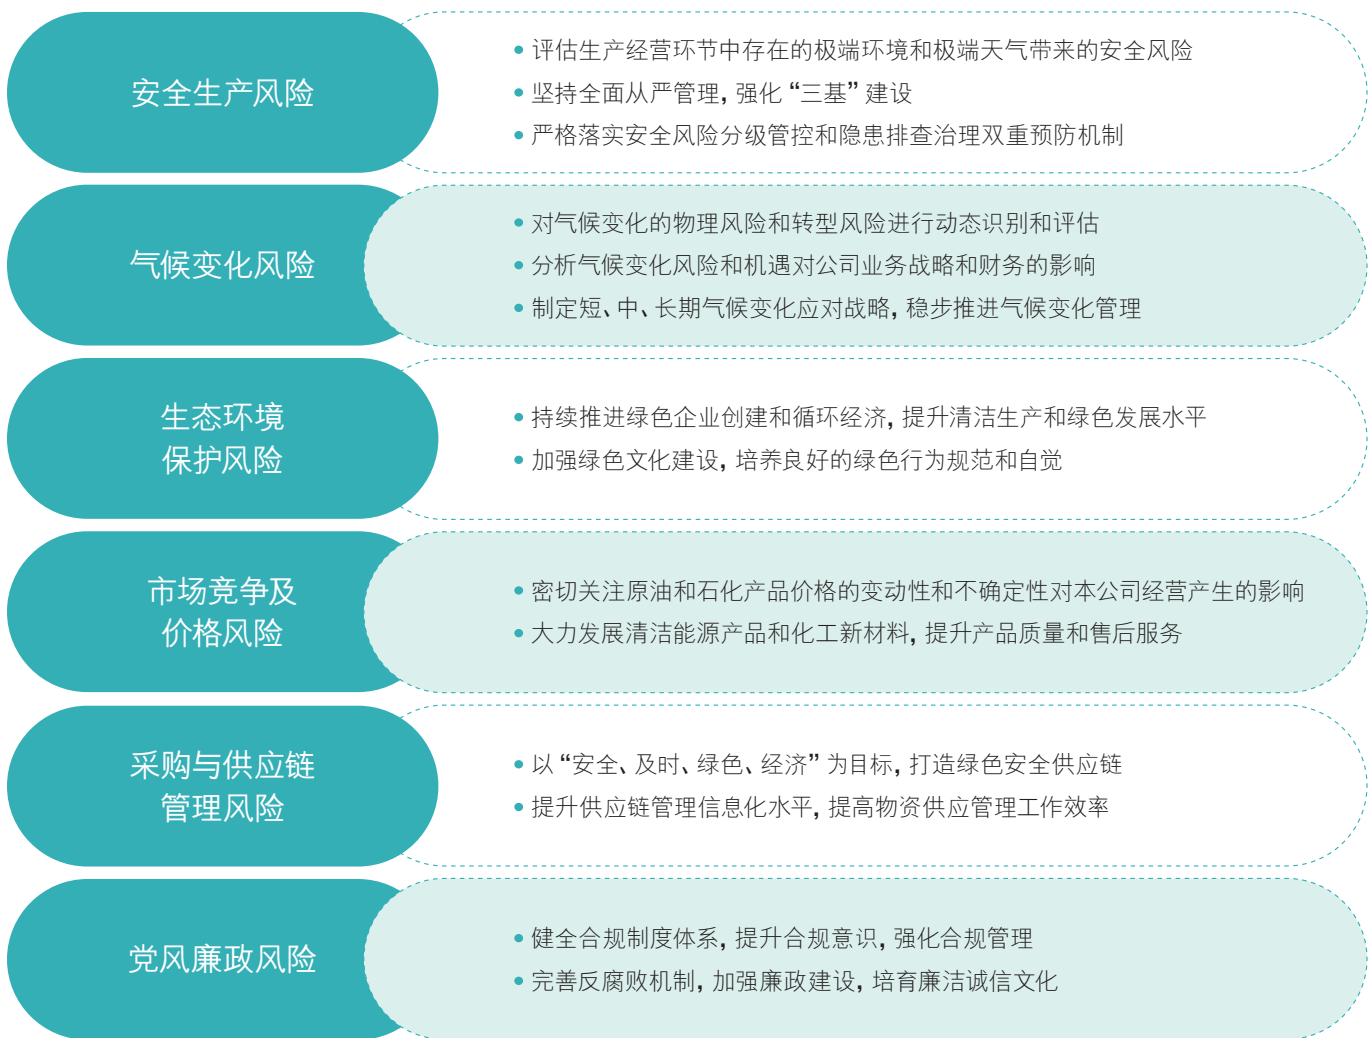 安全生产风险
• 评估生产经营环节中存在的极端环境和极端天气带来的安全风险
• 坚持全面从严管理，强化“三基”建设
• 严格落实安全风险分级管控和隐患排查治理双重预防机制
气候变化风险
• 对气候变化的物理风险和转型风险进行动态识别和评估
• 分析气候变化风险和机遇对公司业务战略和财务的影响
• 制定短、中、长期气候变化应对战略，稳步推进气候变化管理
生态环境
保护风险
• 持续推进绿色企业创建和循环经济，提升清洁生产和绿色发展水平
• 加强绿色文化建设，培养良好的绿色行为规范和自觉
市场竞争及
价格风险
• 密切关注原油和石化产品价格的变动性和不确定性对本公司经营产生的影响
• 大力发展清洁能源产品和化工新材料，提升产品质量和售后服务
采购与供应链
管理风险
• 以“安全、及时、绿色、经济”为目标，打造绿色安全供应链
• 提升供应链管理信息化水平，提高物资供应管理工作效率
党风廉政风险
• 健全合规制度体系，提升合规意识，强化合规管理
• 完善反腐败机制，加强廉政建设，培育廉洁诚信文化